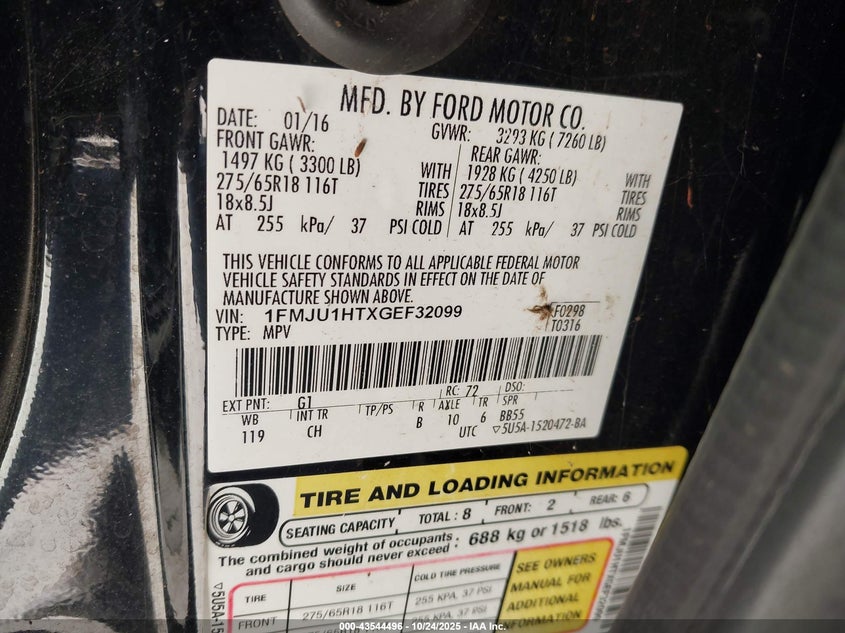 MFD. BY FORD MOTOR CO.
DATE: 01/16 GVWR: 3293 KG ( 7260 LB)
FRONT GAWR: REAR GAWR:
1497 KG ( 3300 LB) WITH 1928 KG ( 4250 LB) WITH
275/65R18 116T TIRES 275/65R18 116T TIRES
18x8.5J RIMS 18x8.5J RIMS
AT 255 kPa/ 37 PSI COLD AT 255 kPa/ 37 PSI COLD
THIS VEHICLE CONFORMS TO ALL APPLICABLE FEDERAL MOTOR
VEHICLE SAFETY STANDARDS IN EFFECT ON THE DATE OF
MANUFACTURE SHOWN ABOVE.
VIN: 1FMJU1HTXGEF32099 F0298
TYPE: MPV T0316
EXT PNT: G1 RC: 72 DSO:
WB INT TR TP/PS R AXLE TR SPR
119 CH B 10 6 BB55
UTC ▽5U5A-1520472-BA
TIRE AND LOADING INFORMATION
SEATING CAPACITY TOTAL : 8 FRONT: 2 REAR: 6
The combined weight of occupants
and cargo should never exceed : 688 kg or 1518 lbs.
TIRE SIZE COLD TIRE PRESSURE
FRONT 275/65R18 116T 255 KPA, 37 PSI
SEE OWNERS
MANUAL FOR
ADDITIONAL
INFORMATION
▽5U5A-15
000-43544496 - 10/24/2025 - IAA Inc.